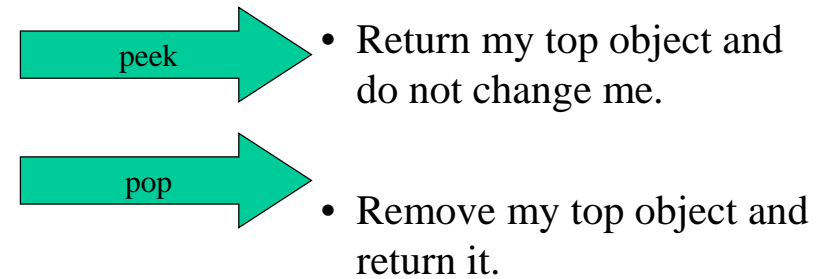 peek
• Return my top object and
do not change me.
pop
• Remove my top object and
return it.